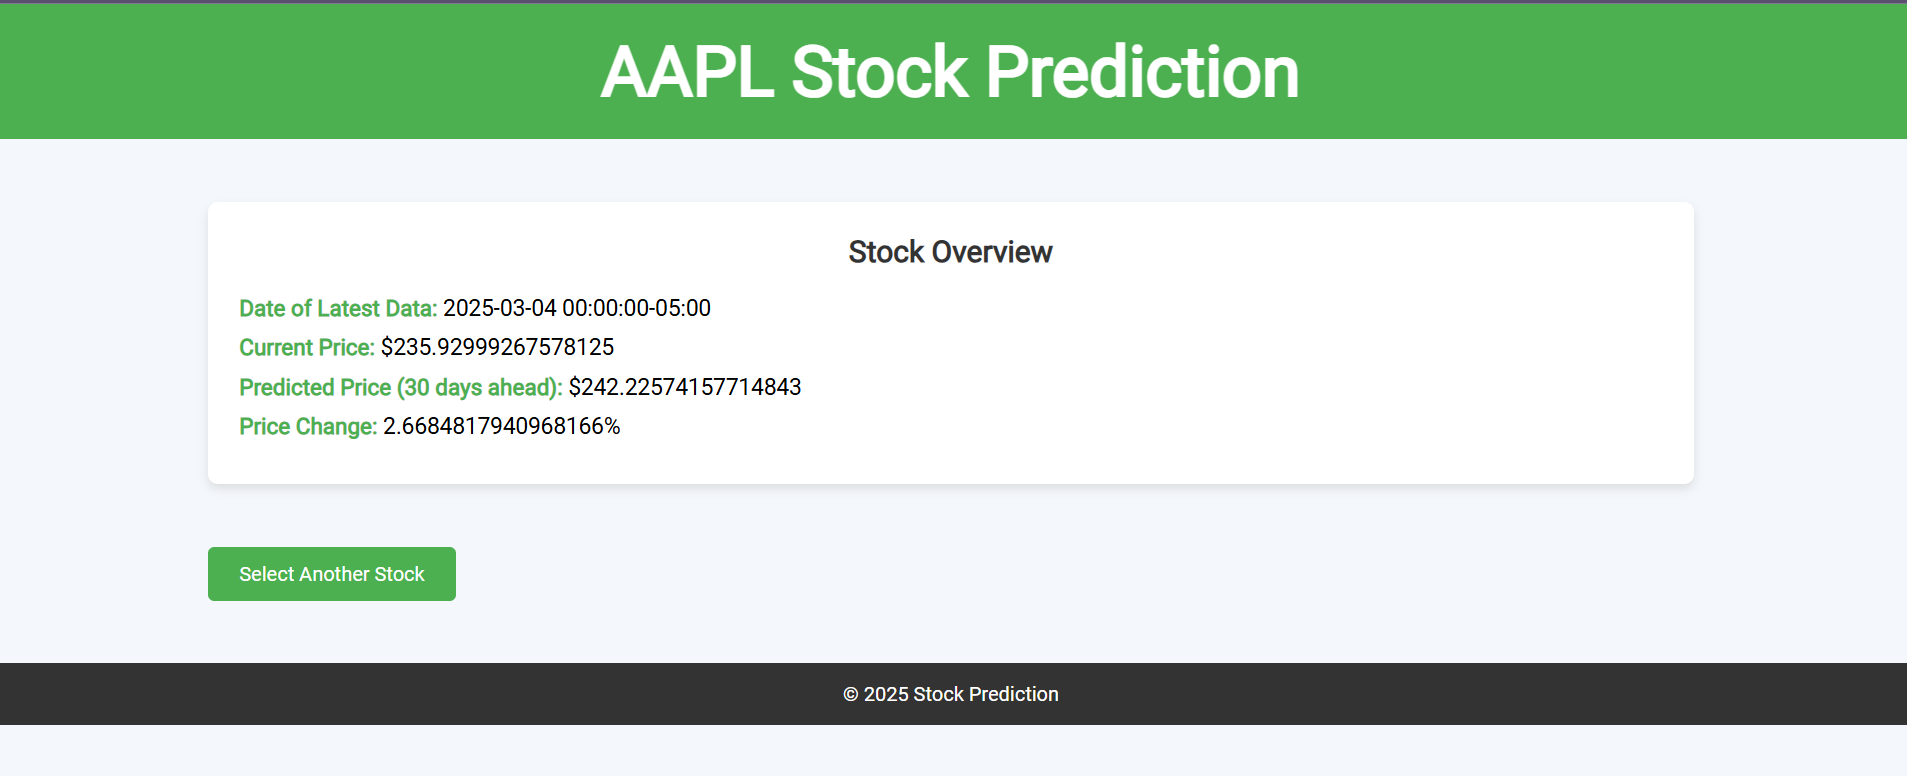 AAPL Stock Prediction
Stock Overview
Date of Latest Data: 2025-03-04 00:00:00-05:00
Current Price: $235.92999267578125
Predicted Price (30 days ahead): $242.22574157714843
Price Change: 2.6684817940968166%
Select Another Stock
© 2025 Stock Prediction